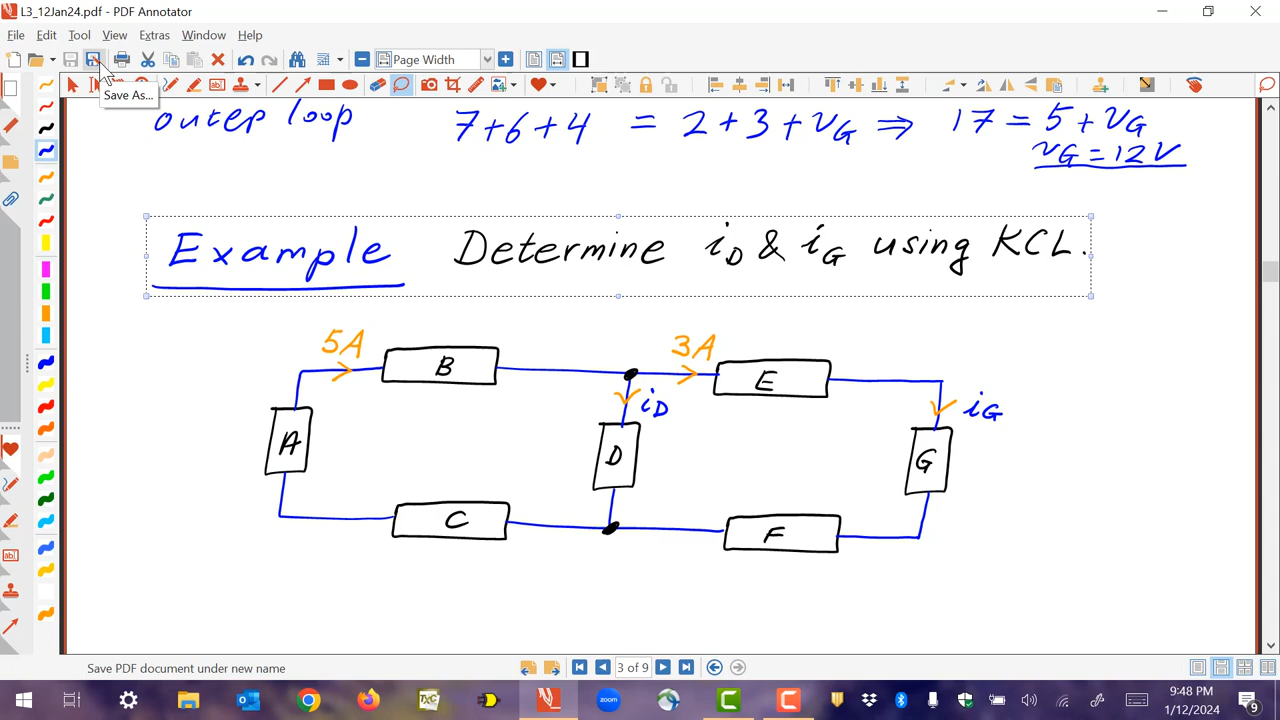 L3_12Jan24.pdf - PDF Annotator
File Edit Tool View Extras Window Help
Page Width
Save As...
outer loop 7+6+4 = 2+3+VG ⇒ 17 = 5+VG
VG = 12V
Example Determine iD & iG using KCL.
5A
3A
B
E
iD
iG
A
D
G
C
F
Save PDF document under new name
3 of 9
zoom
9:48 PM
1/12/2024
9